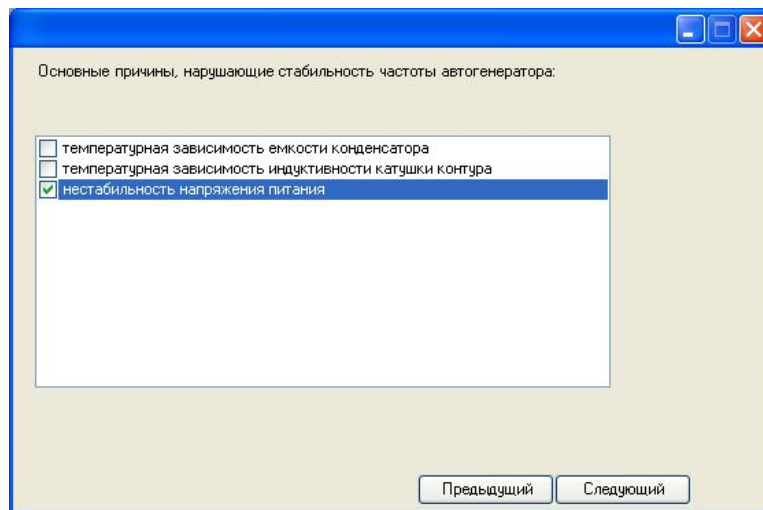 Основные причины, нарушающие стабильность частоты автогенератора:
температурная зависимость емкости конденсатора
температурная зависимость индуктивности катушки контура
нестабильность напряжения питания
Предыдущий
Следующий